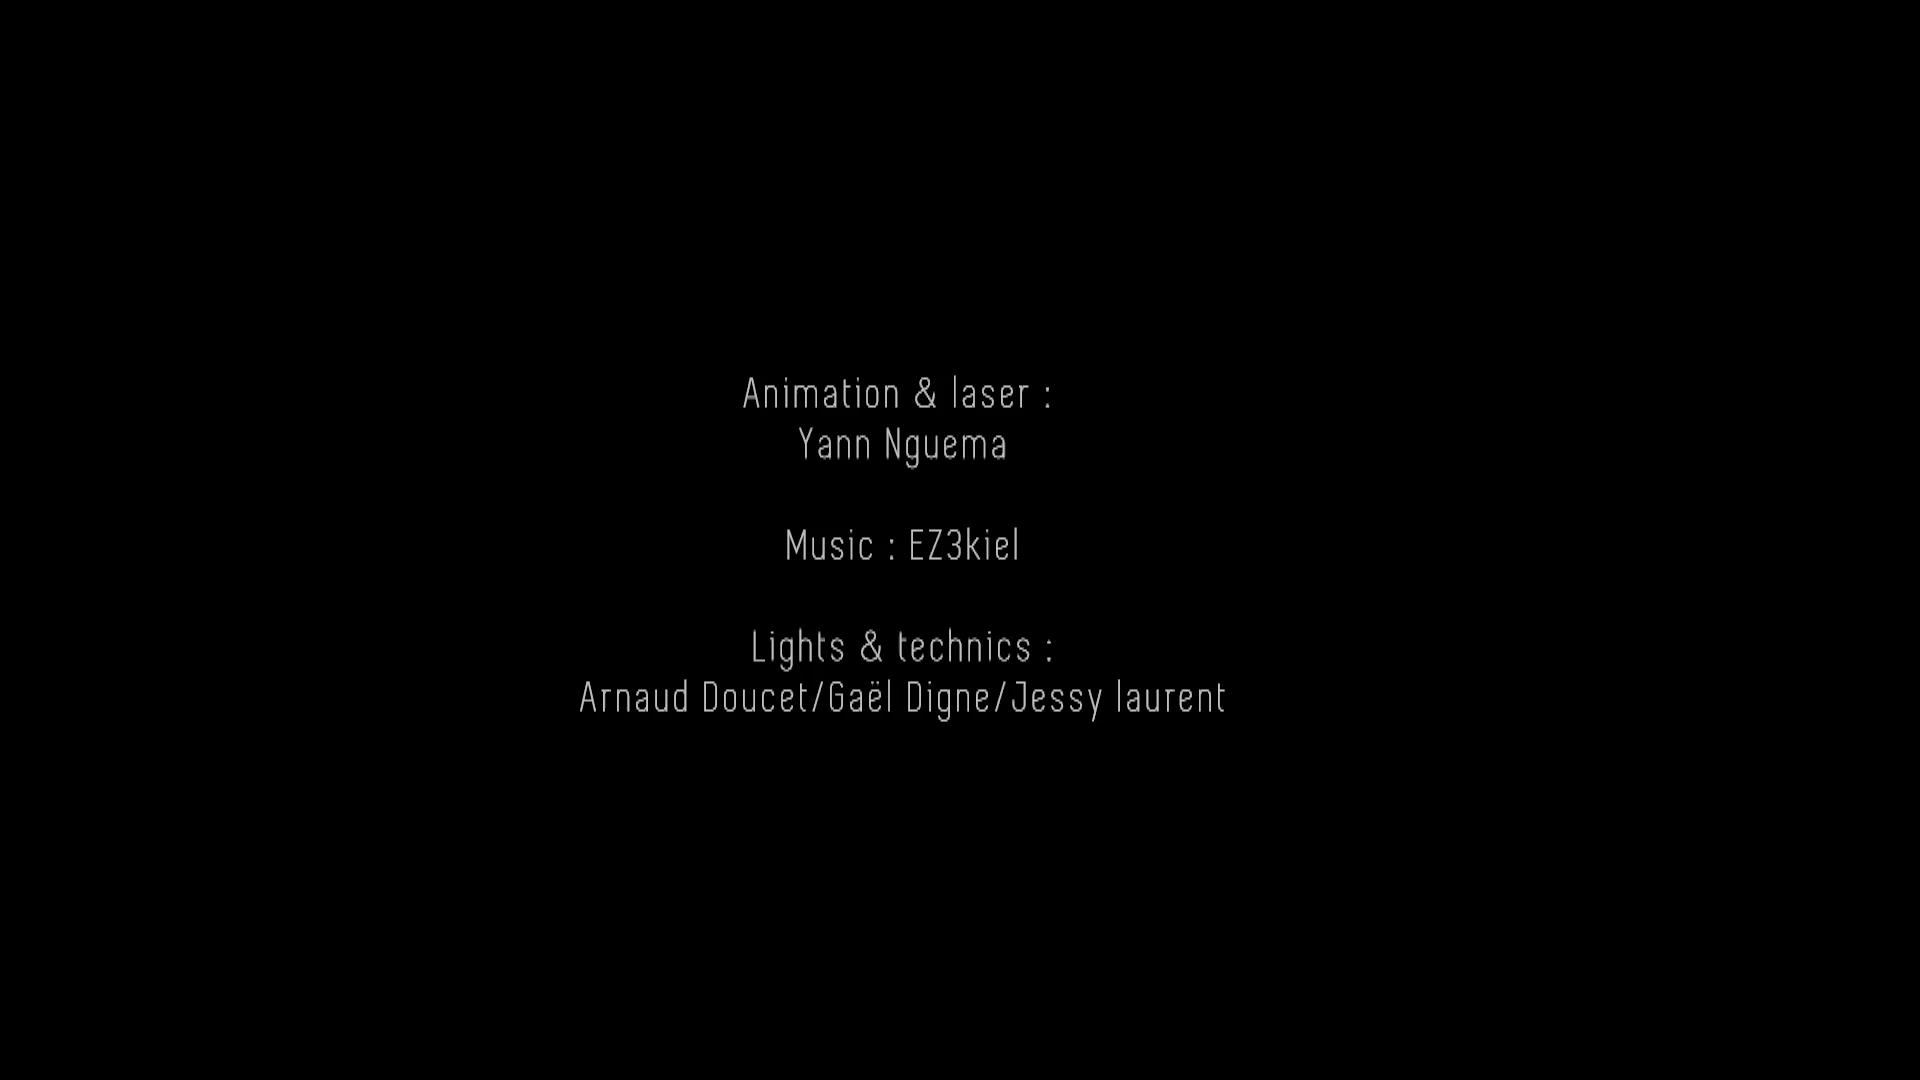 Animation & laser :
Yann Nguema
Music : EZ3kiel
Lights & technics :
Arnaud Doucet/Gaël Digne/Jessy laurent